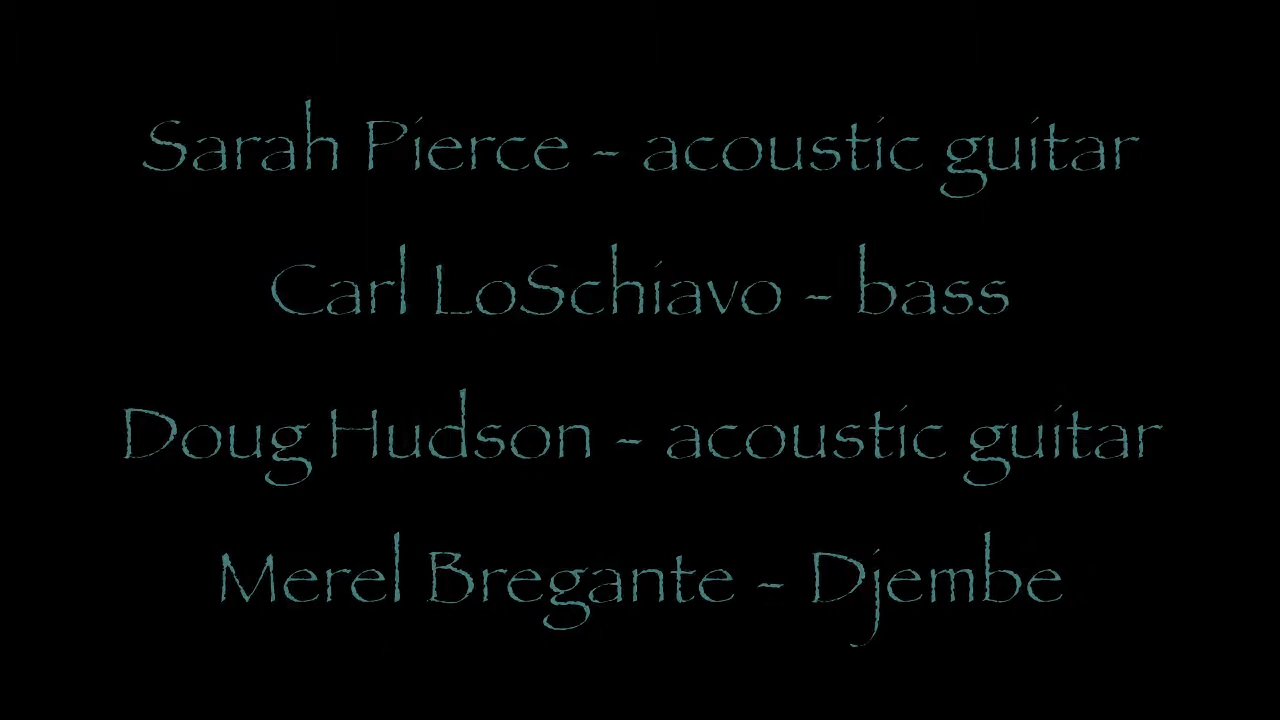 Sarah Pierce - acoustic guitar
Carl LoSchiavo - bass
Doug Hudson - acoustic guitar
Merel Bregante - Djembe